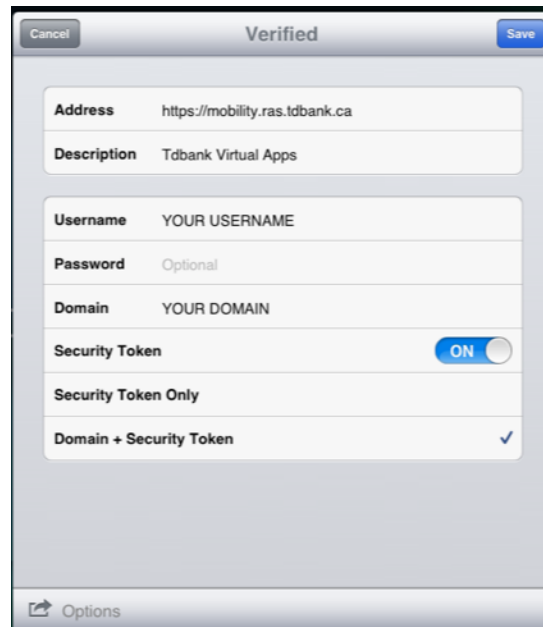 Cancel Verified Save
Address https://mobility.ras.tdbank.ca
Description Tdbank Virtual Apps
Username YOUR USERNAME
Password Optional
Domain YOUR DOMAIN
Security Token ON
Security Token Only
Domain + Security Token
Options